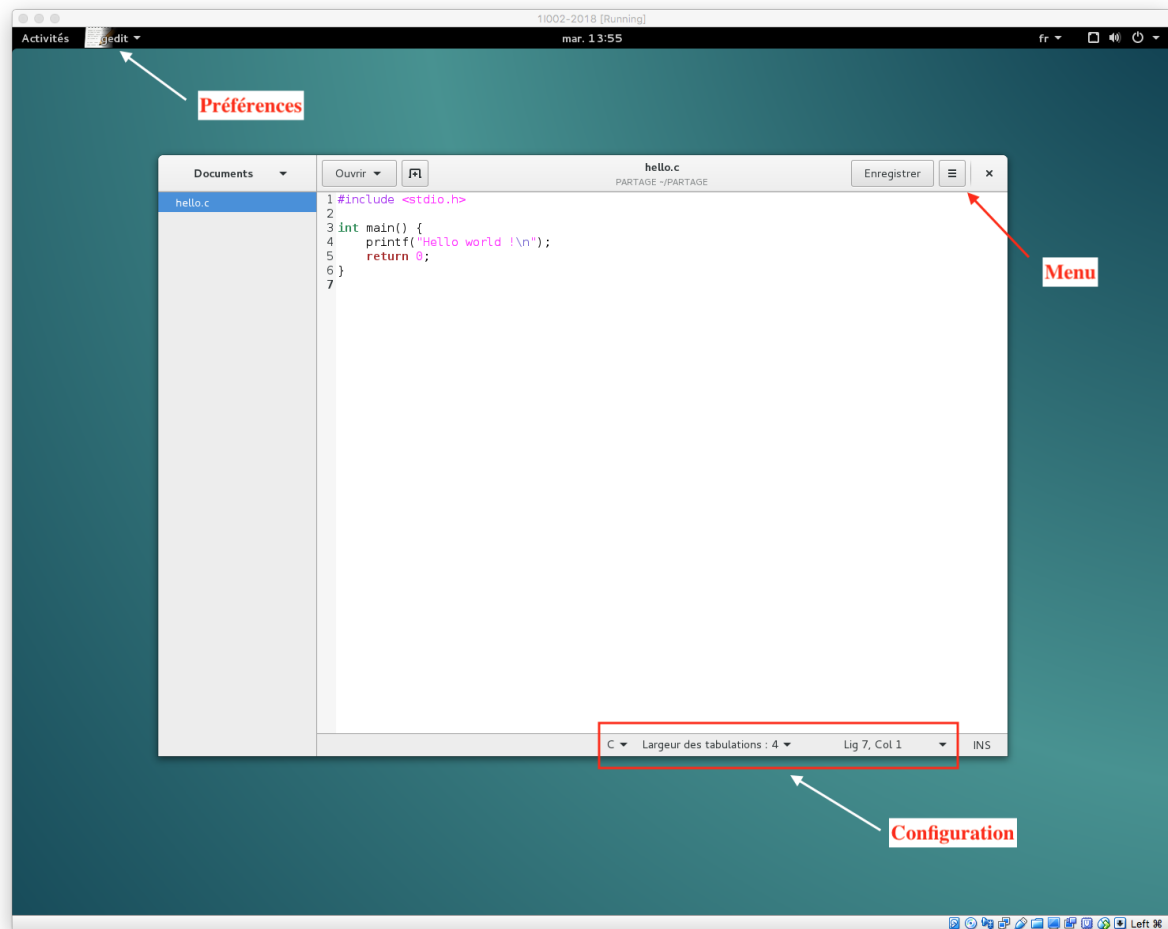 1I002-2018 [Running]
Activités gedit mar. 13:55 fr
Préférences
Documents Ouvrir hello.c Enregistrer
PARTAGE ~/PARTAGE
hello.c
1 #include <stdio.h>
2
3 int main() {
4 printf("Hello world !\n");
5 return 0;
6 }
7
Menu
C Largeur des tabulations : 4 Lig 7, Col 1 INS
Configuration
Left ⌘